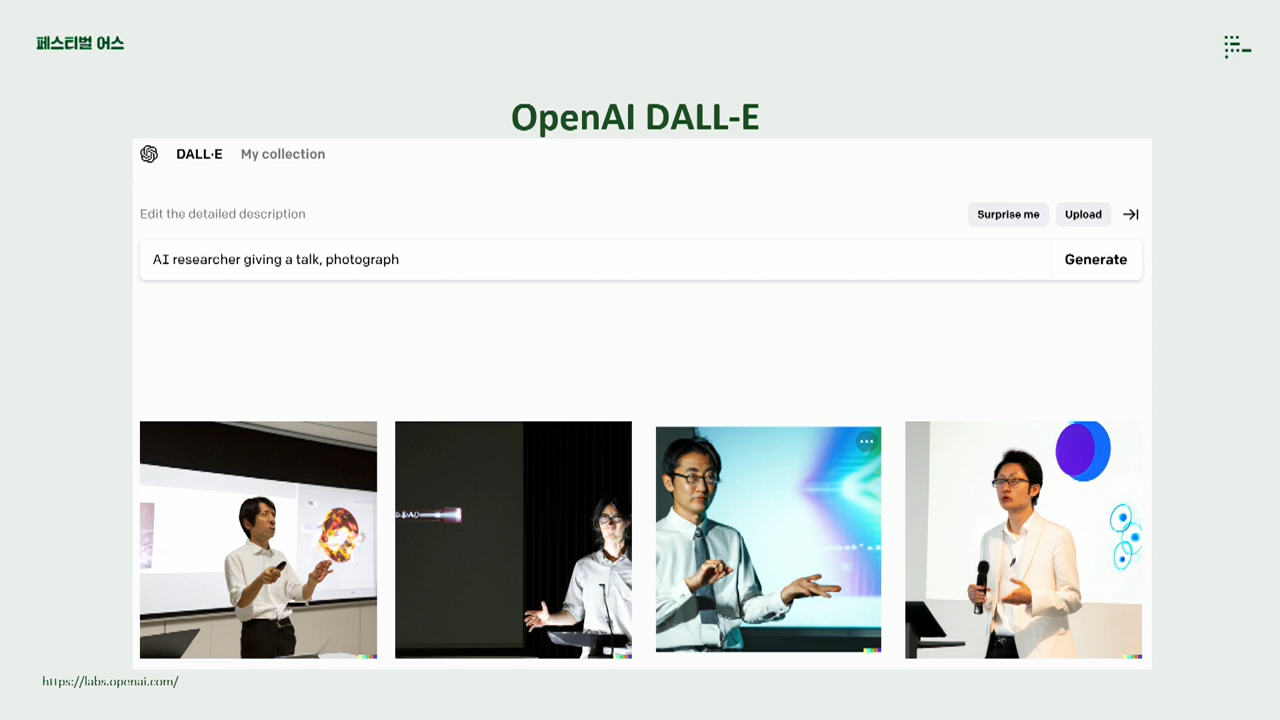 페스티벌 어스
OpenAI DALL-E
DALL·E My collection
Edit the detailed description
Surprise me Upload
AI researcher giving a talk, photograph
Generate
https://labs.openai.com/